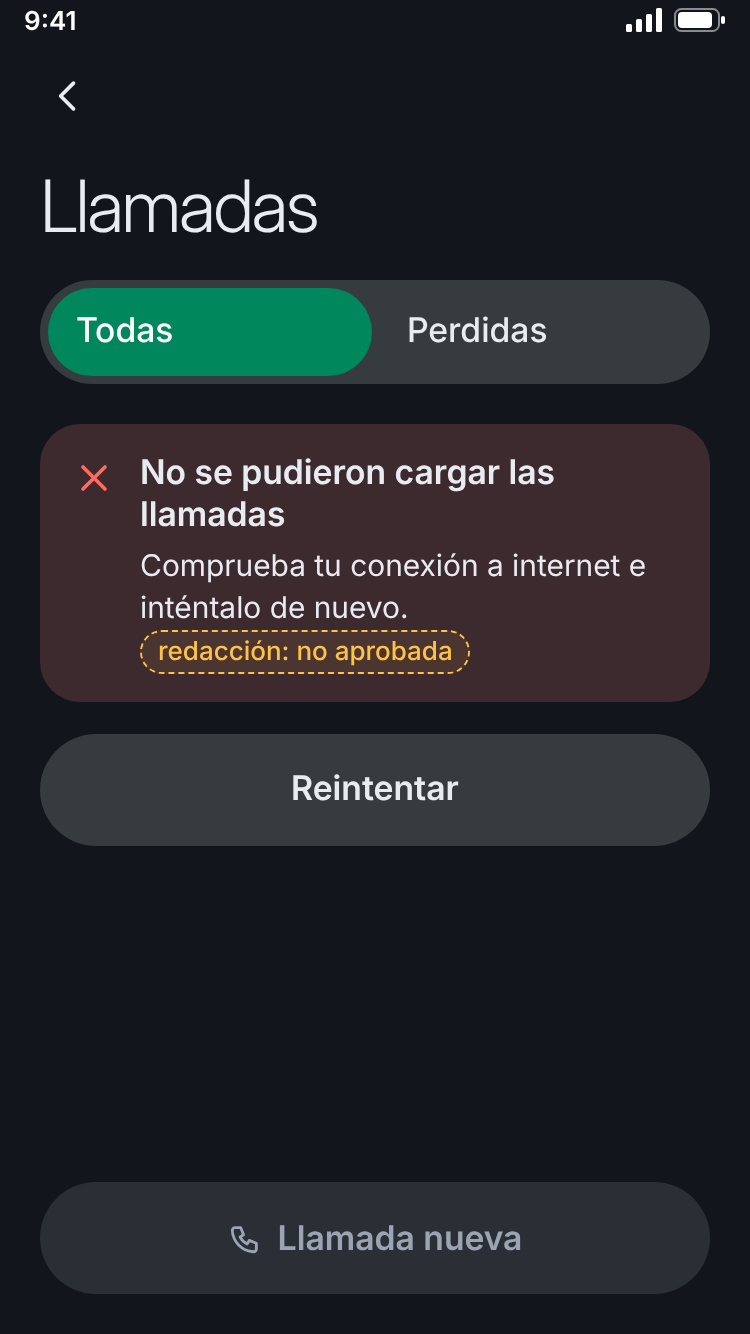 9:41
Llamadas
Todas
Perdidas
No se pudieron cargar las
llamadas
Comprueba tu conexión a internet e
inténtalo de nuevo.
redacción: no aprobada
Reintentar
Llamada nueva